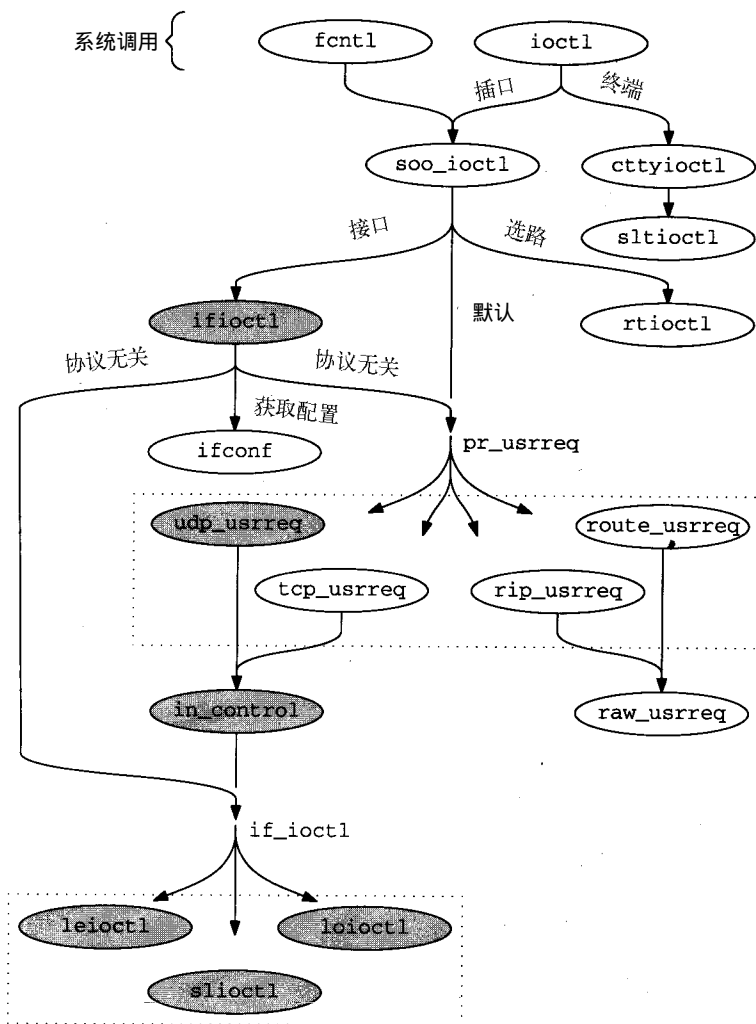 系统调用
fcntl
ioctl
插口
终端
soo_ioctl
cttyioctl
sltioctl
接口
选路
ifioctl
默认
rtioctl
协议无关
协议无关
获取配置
ifconf
pr_usrreq
udp_usrreq
route_usrreq
tcp_usrreq
rip_usrreq
in_control
raw_usrreq
if_ioctl
leioctl
loioctl
slioctl